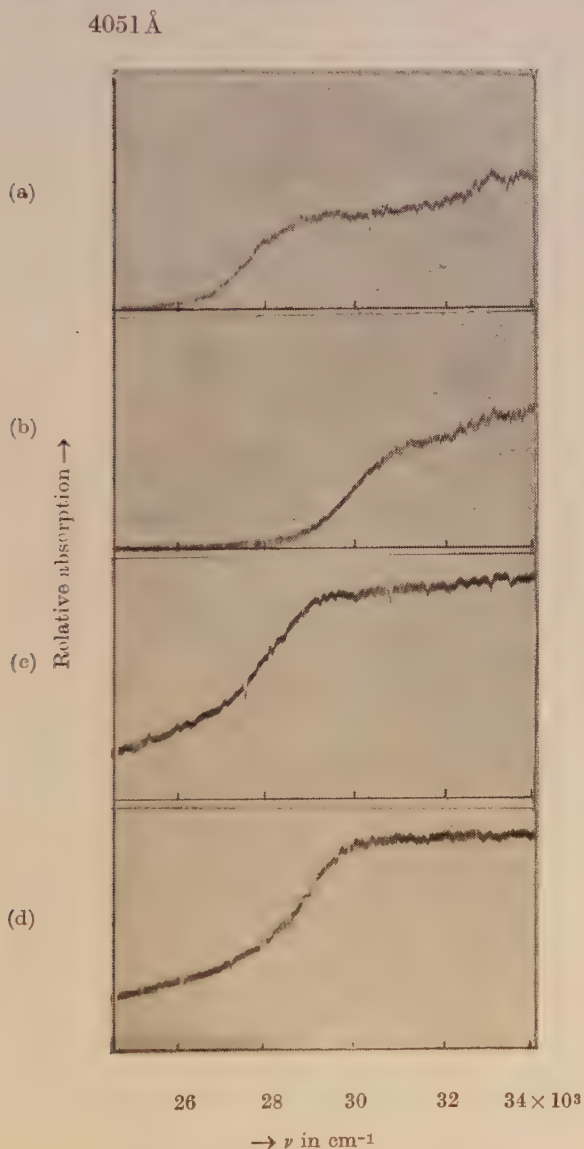 4051 Å
(a)
(b)
Relative absorption →
(c)
(d)
26 28 30 32 34 × 10³
→ ν in cm⁻¹